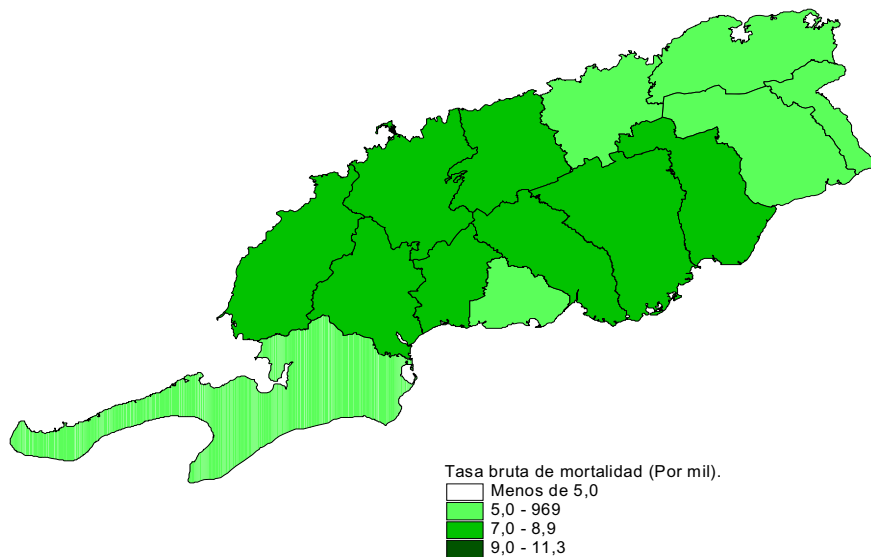 Tasa bruta de mortalidad (Por mil).
Menos de 5,0
5,0 - 969
7,0 - 8,9
9,0 - 11,3